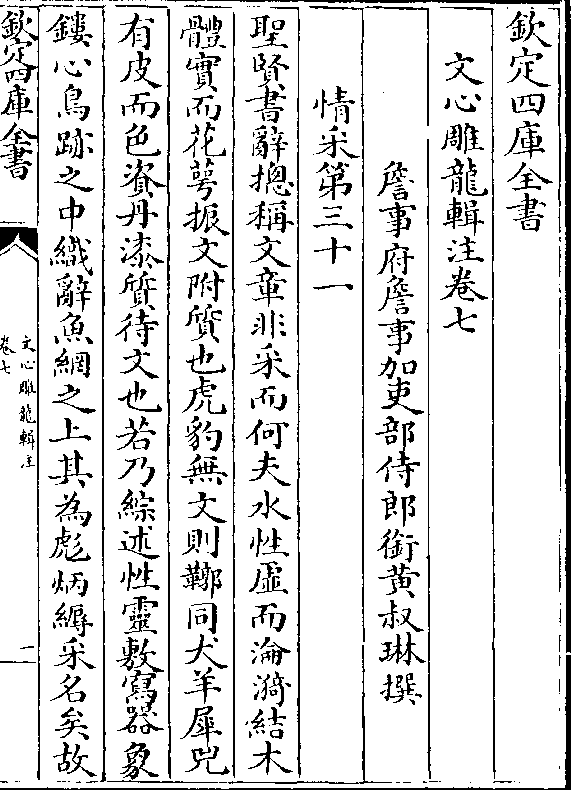 欽定四庫全書
文心雕龍輯注卷七
詹事府詹事加吏部侍郎銜黃叔琳撰
情采第三十一
聖賢書辭摠稱文章非采而何夫水性虛而淪漪結木
體實而花萼振文附質也虎豹無文則鞹同犬羊犀兕
有皮而色資丹漆質待文也若乃綜述性靈敷寫器象
鏤心鳥跡之中織辭魚網之上其為彪炳縟采名矣故
欽定四庫全書
文心雕龍輯注
卷七
一